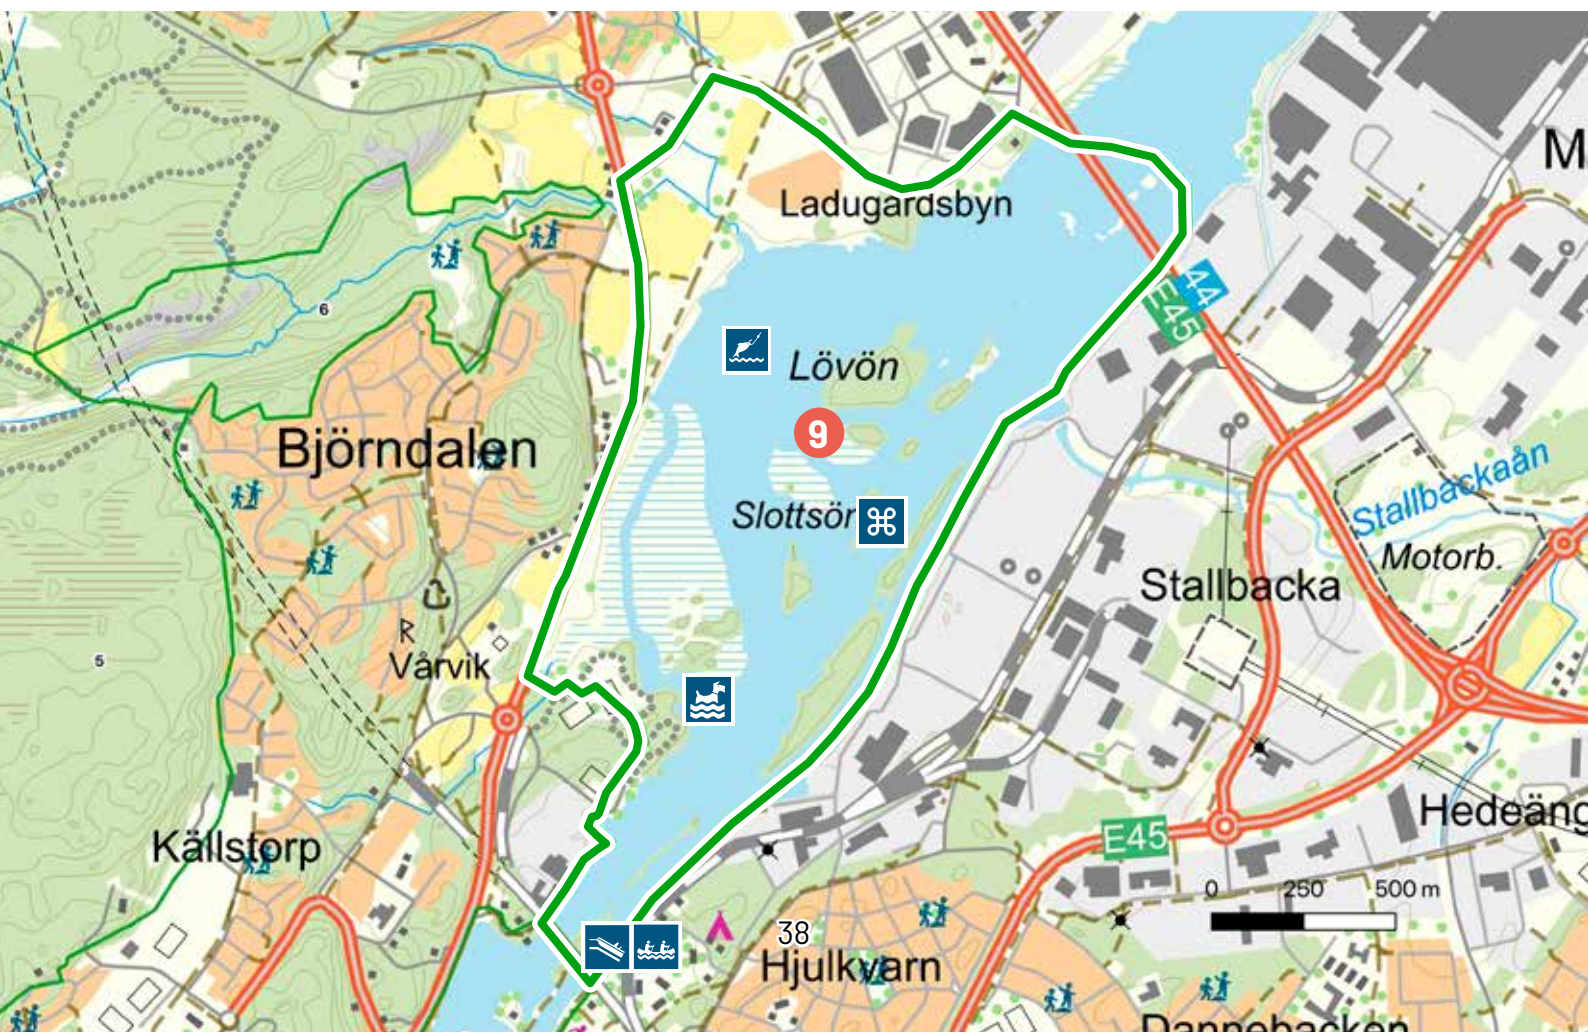 M
Ladugårdsbyn
44
E45
6
Lövön
9
Björndalen
Slottsör
Stallbackaån
Motorb.
Stallbacka
R
Vårvik
5
Källstorp
Hedeäng
E45
0 250 500 m
38
Hjulkvarn
Dannebacken